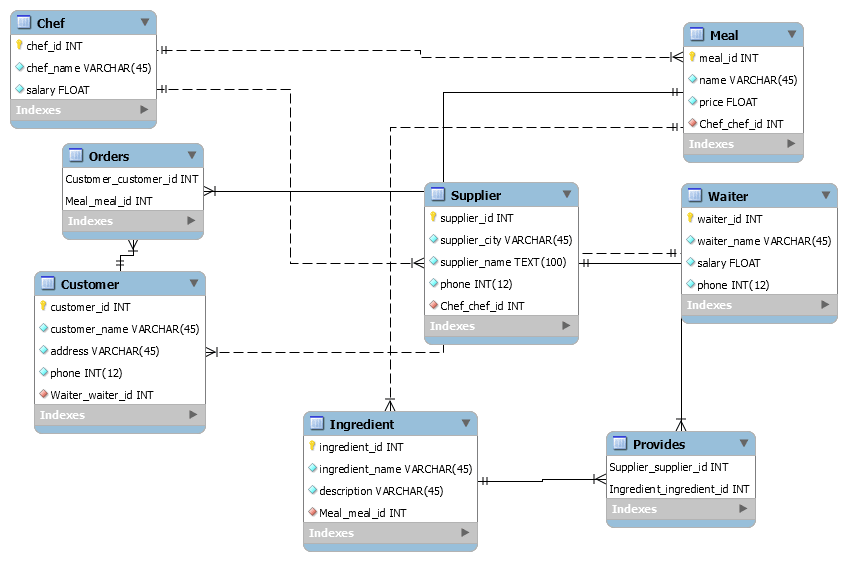 Chef
chef_id INT
chef_name VARCHAR(45)
salary FLOAT
Indexes
Meal
meal_id INT
name VARCHAR(45)
price FLOAT
Chef_chef_id INT
Indexes
Orders
Customer_customer_id INT
Meal_meal_id INT
Indexes
Supplier
supplier_id INT
supplier_city VARCHAR(45)
supplier_name TEXT(100)
phone INT(12)
Chef_chef_id INT
Indexes
Waiter
waiter_id INT
waiter_name VARCHAR(45)
salary FLOAT
phone INT(12)
Indexes
Customer
customer_id INT
customer_name VARCHAR(45)
address VARCHAR(45)
phone INT(12)
Waiter_waiter_id INT
Indexes
Ingredient
ingredient_id INT
ingredient_name VARCHAR(45)
description VARCHAR(45)
Meal_meal_id INT
Indexes
Provides
Supplier_supplier_id INT
Ingredient_ingredient_id INT
Indexes